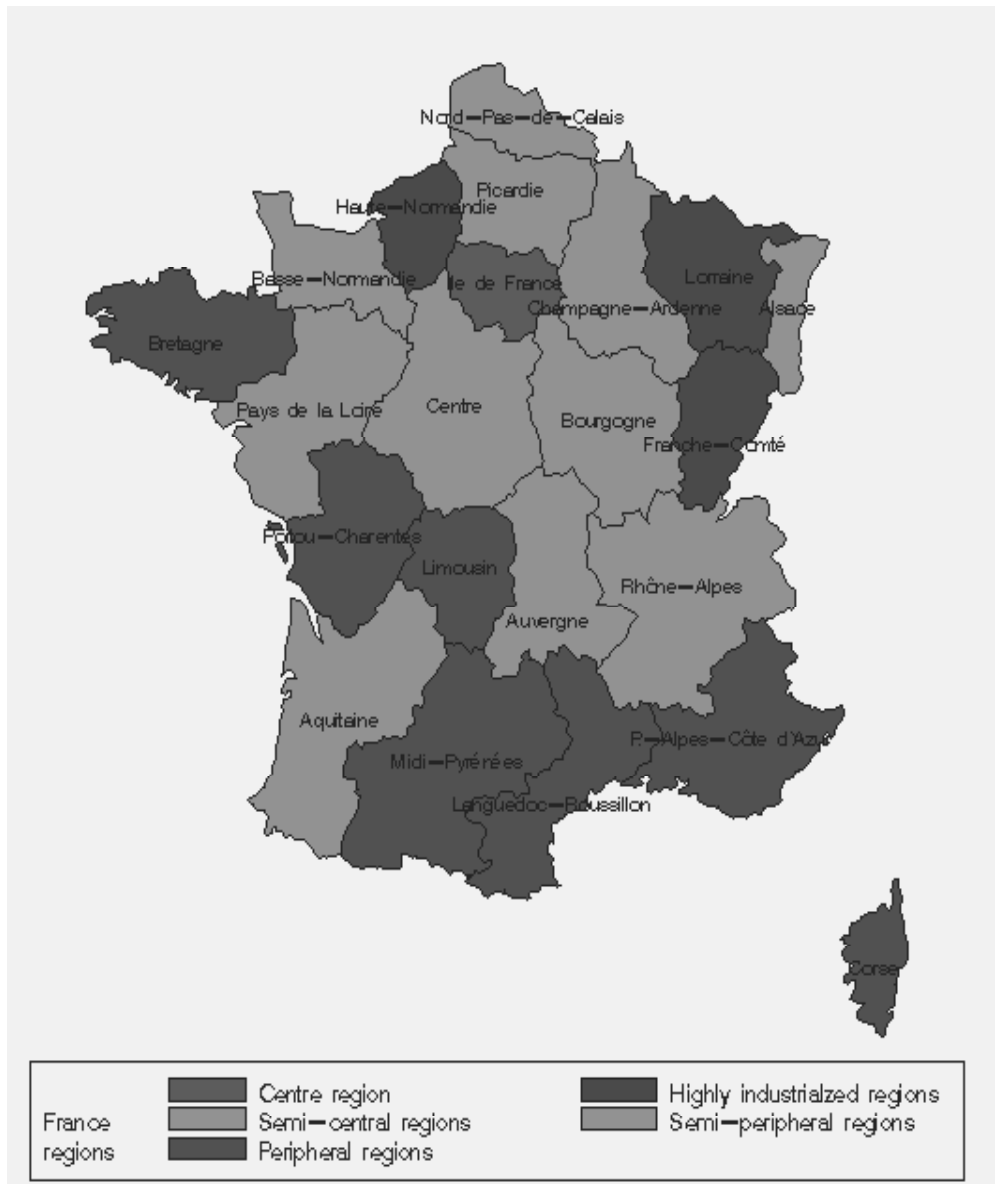 Nord-Pas-de-Calais
Picardie
Haute-Normandie
Basse-Normandie
Ile de France
Lorraine
Champagne-Ardenne
Alsace
Bretagne
Centre
Pays de la Loire
Bourgogne
Franche-Comté
Poitou-Charentes
Limousin
Rhône-Alpes
Auvergne
Aquitaine
P.-Alpes-Côte d'Azur
Midi-Pyrénées
Languedoc-Roussillon
Corse
France regions
Centre region
Semi-central regions
Peripheral regions
Highly industrialzed regions
Semi-peripheral regions